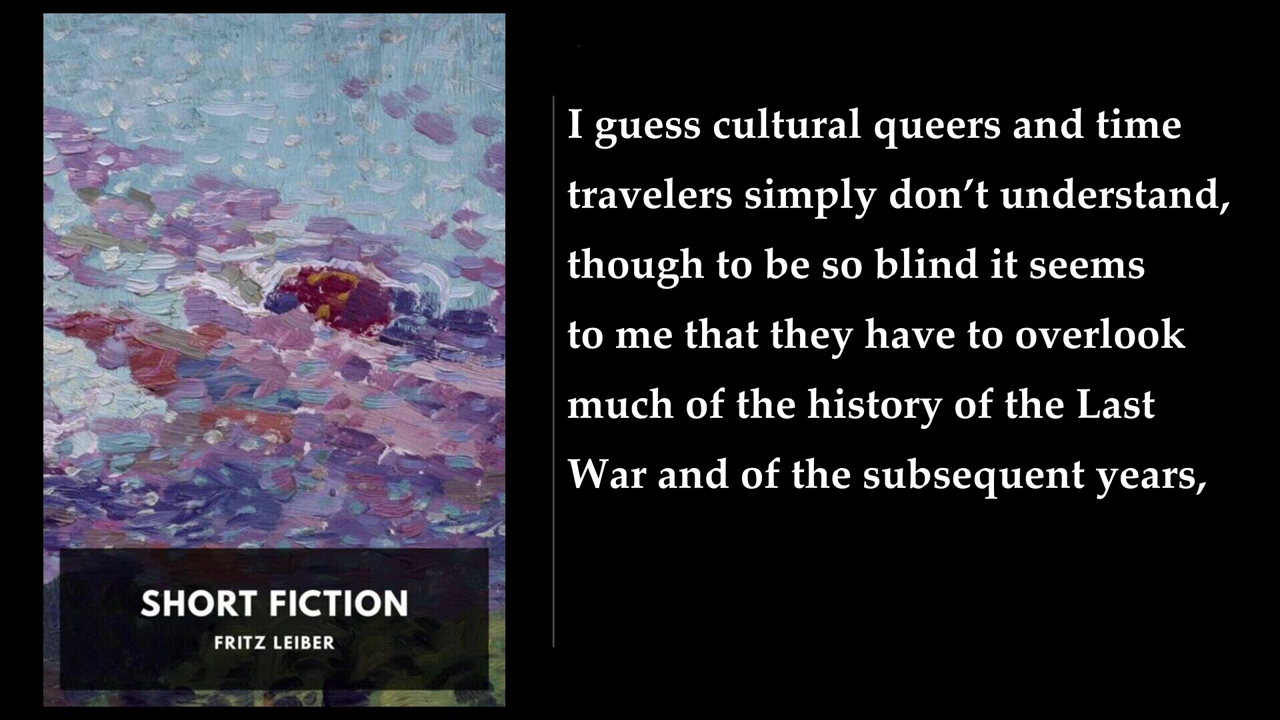 SHORT FICTION
FRITZ LEIBER
I guess cultural queers and time
travelers simply don’t understand,
though to be so blind it seems
to me that they have to overlook
much of the history of the Last
War and of the subsequent years,